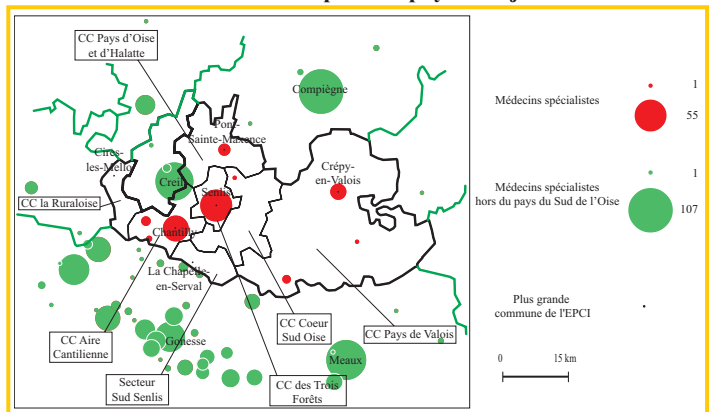 CC Pays d'Oise
et d'Halatte
Compiègne
Pont-
Sainte-Maxence
Cires-
les-Mello
Crépy-
en-Valois
Creil
Senlis
CC la Ruraloise
Chantilly
La Chapelle-
en-Serval
CC Aire
Cantilienne
Gonesse
CC Coeur
Sud Oise
CC Pays de Valois
Meaux
Secteur
Sud Senlis
CC des Trois
Forêts
Médecins spécialistes
1
55
Médecins spécialistes
hors du pays du Sud de l'Oise
1
107
Plus grande
commune de l'EPCI
0
15 km